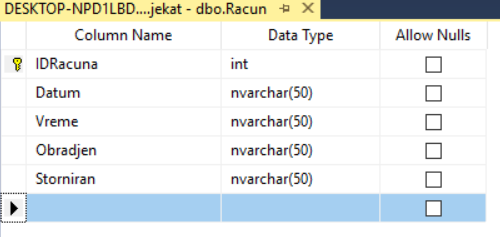 DESKTOP-NPD1LBD....jekat - dbo.Racun
Column Name Data Type Allow Nulls
IDRacuna int
Datum nvarchar(50)
Vreme nvarchar(50)
Obradjen nvarchar(50)
Storniran nvarchar(50)